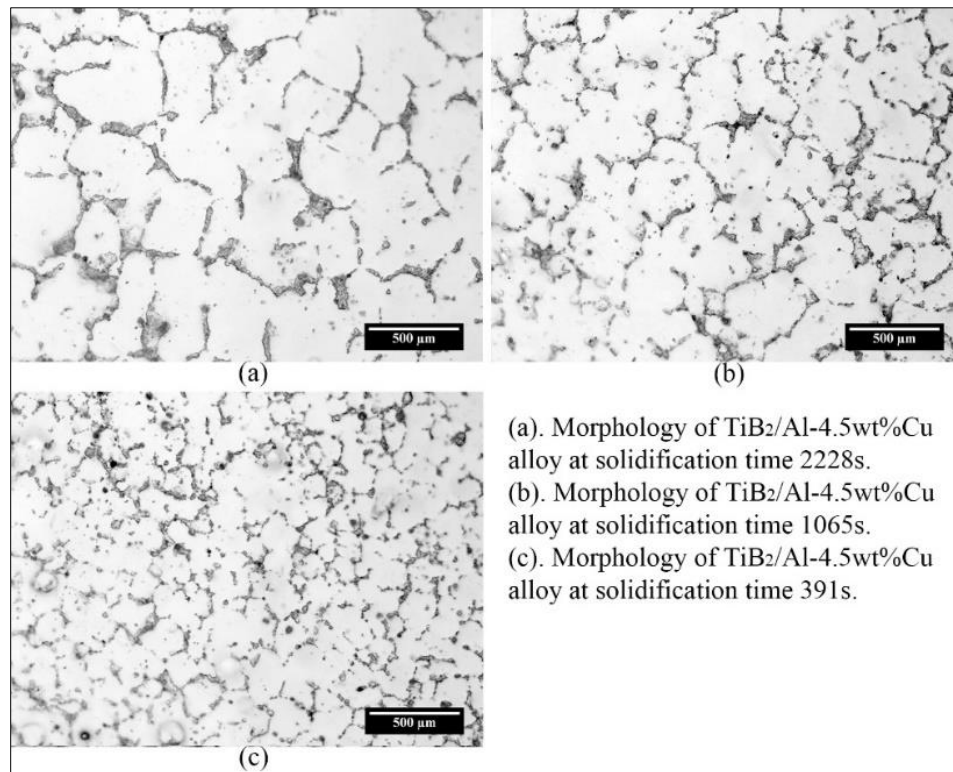 500 µm
500 µm
(a)
(b)
500 µm
(c)
(a). Morphology of TiB₂/Al-4.5wt%Cu
alloy at solidification time 2228s.
(b). Morphology of TiB₂/Al-4.5wt%Cu
alloy at solidification time 1065s.
(c). Morphology of TiB₂/Al-4.5wt%Cu
alloy at solidification time 391s.